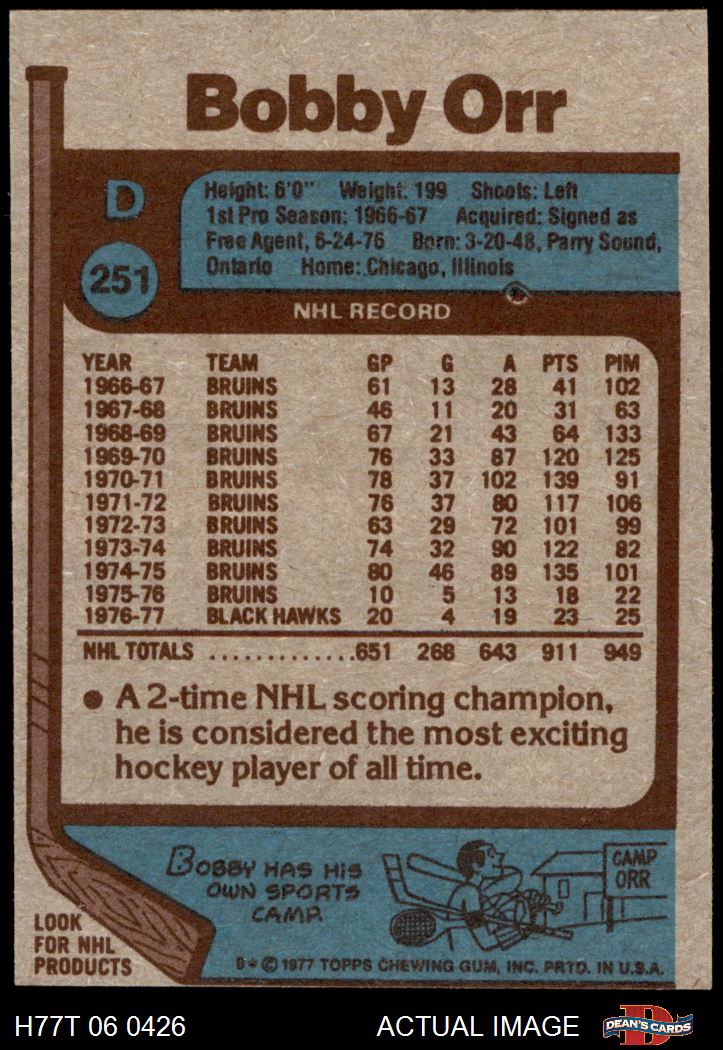 Bobby Orr
D
251
Height: 6'0" Weight: 199 Shoots: Left
1st Pro Season: 1966-67 Acquired: Signed as
Free Agent, 6-24-76 Born: 3-20-48, Parry Sound,
Ontario Home: Chicago, Illinois
NHL RECORD
YEAR TEAM GP G A PTS PIM
1966-67 BRUINS 61 13 28 41 102
1967-68 BRUINS 46 11 20 31 63
1968-69 BRUINS 67 21 43 64 133
1969-70 BRUINS 76 33 87 120 125
1970-71 BRUINS 78 37 102 139 91
1971-72 BRUINS 76 37 80 117 106
1972-73 BRUINS 63 29 72 101 99
1973-74 BRUINS 74 32 90 122 82
1974-75 BRUINS 80 46 89 135 101
1975-76 BRUINS 10 5 13 18 22
1976-77 BLACK HAWKS 20 4 19 23 25
NHL TOTALS .............651 268 643 911 949
• A 2-time NHL scoring champion,
he is considered the most exciting
hockey player of all time.
BOBBY HAS HIS
OWN SPORTS
CAMP.
CAMP
ORR
LOOK
FOR NHL
PRODUCTS
B* © 1977 TOPPS CHEWING GUM, INC. PRTD. IN U.S.A.
H77T 06 0426 ACTUAL IMAGE
D
DEAN'S CARDS